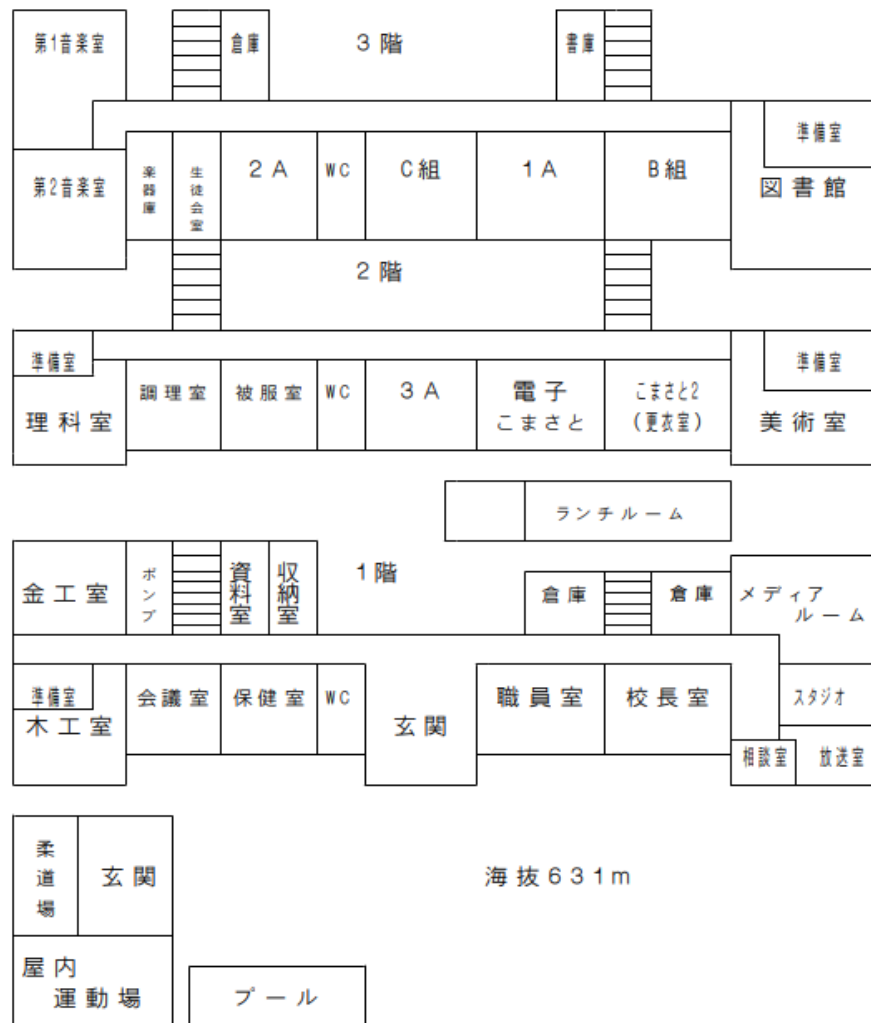 第1音楽室
倉庫
3階
書庫
準備室
第2音楽室
楽器庫
生徒会室
2A
WC
C組
1A
B組
図書館
2階
準備室
準備室
調理室
被服室
WC
3A
電子
こまさと
こまさと2
(更衣室)
理科室
美術室
ランチルーム
金工室
ポンプ
資料室
収納室
1階
倉庫
倉庫
メディア
ルーム
準備室
木工室
会議室
保健室
WC
玄関
職員室
校長室
スタジオ
相談室
放送室
柔道場
玄関
海抜631m
屋内
運動場
プール